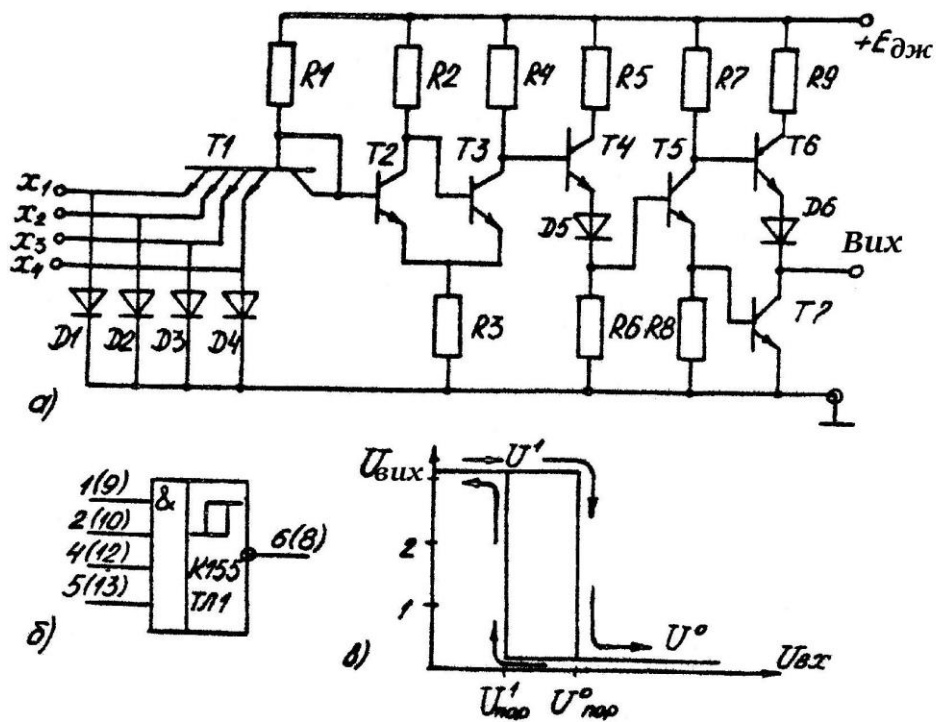 +Eдж
R1 R2 R4 R5 R7 R9
T1 T2 T3 T4 T5 T6
x₁
x₂
x₃
x₄
D5 D6
Вих
D1 D2 D3 D4 R3 R6 R8 T7
а)
1(9) & 6(8)
2(10)
4(12) К155
5(13) ТЛ1
б)
Uвих U¹
2
1
U⁰
в) Uвх
U¹пор U⁰пор